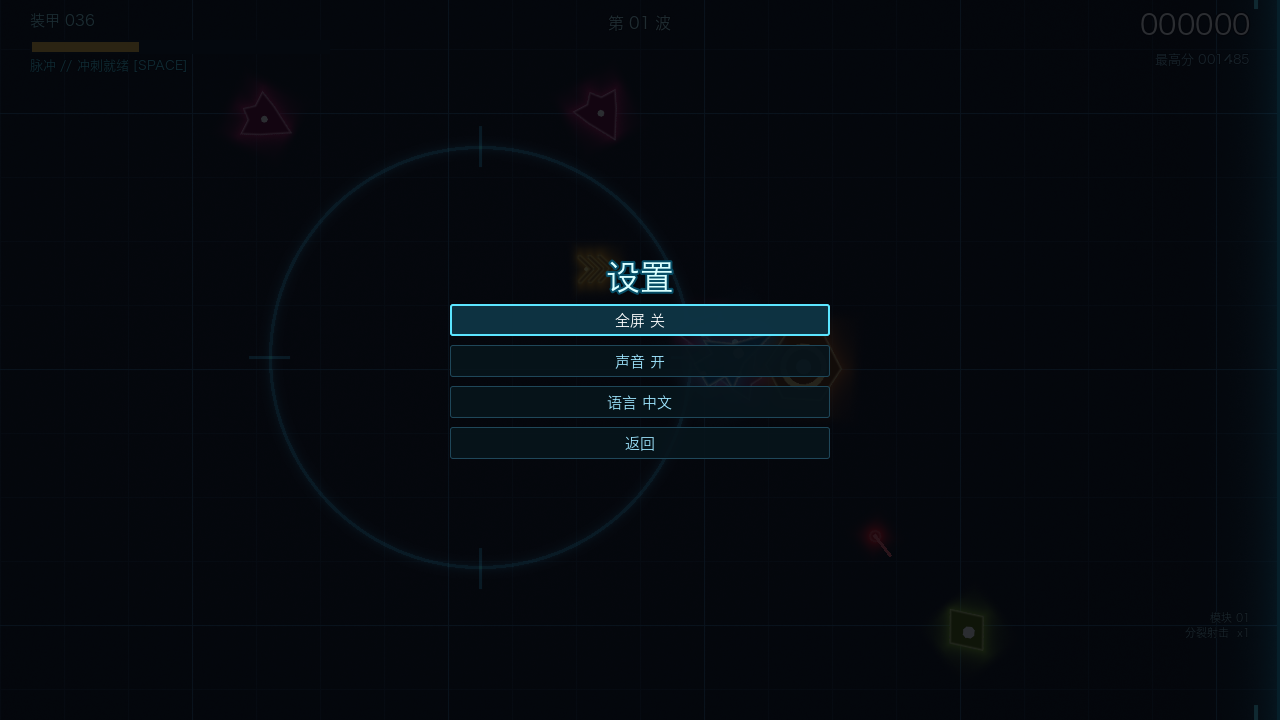 装甲 036
第 01 波
000000
脉冲 // 冲刺就绪 [SPACE]
最高分 001485
设置
全屏 关
声音 开
语言 中文
返回
模块 01
分裂射击 x1